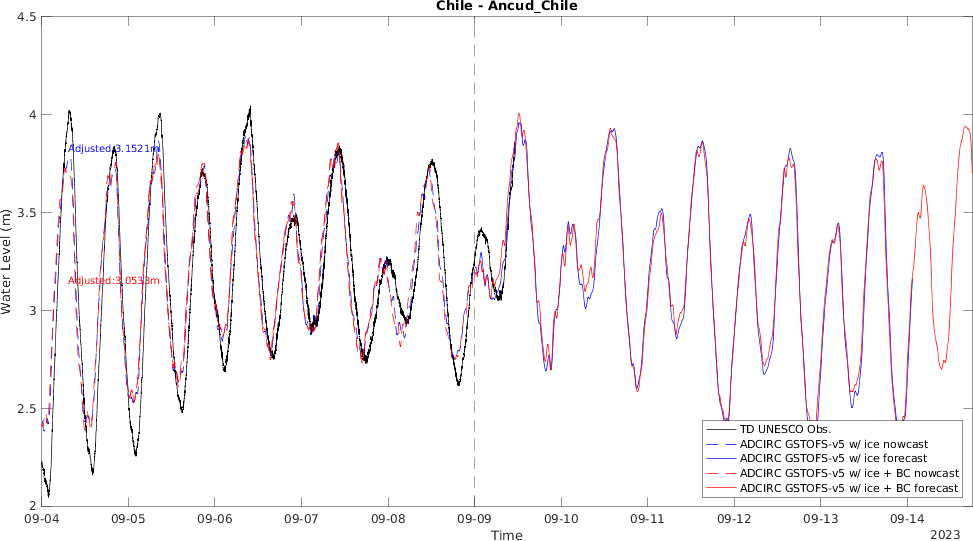 Chile - Ancud_Chile
4.5
4
3.5
3
2.5
2
Water Level (m)
Adjusted:3.1521m
Adjusted:3.0533m
TD UNESCO Obs.
ADCIRC GSTOFS-v5 w/ ice nowcast
ADCIRC GSTOFS-v5 w/ ice forecast
ADCIRC GSTOFS-v5 w/ ice + BC nowcast
ADCIRC GSTOFS-v5 w/ ice + BC forecast
09-04 09-05 09-06 09-07 09-08 09-09 09-10 09-11 09-12 09-13 09-14
Time
2023